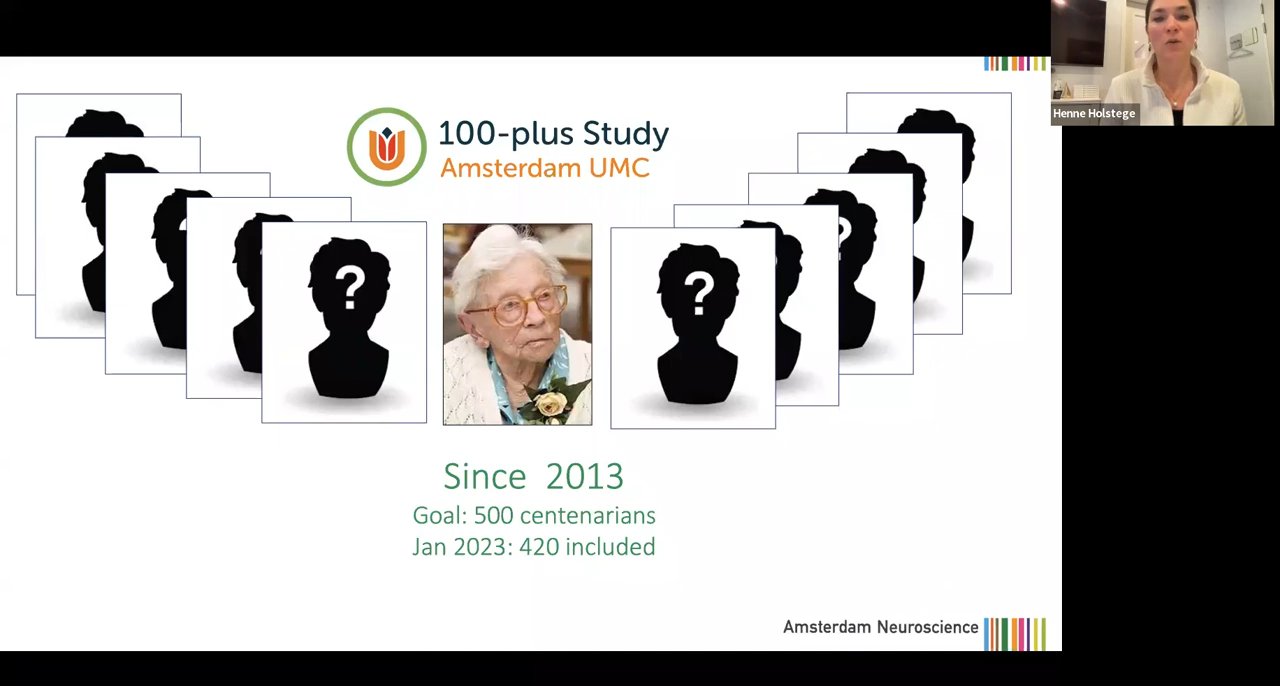 Henne Holstege
100-plus Study
Amsterdam UMC
?
?
?
Since 2013
Goal: 500 centenarians
Jan 2023: 420 included
Amsterdam Neuroscience